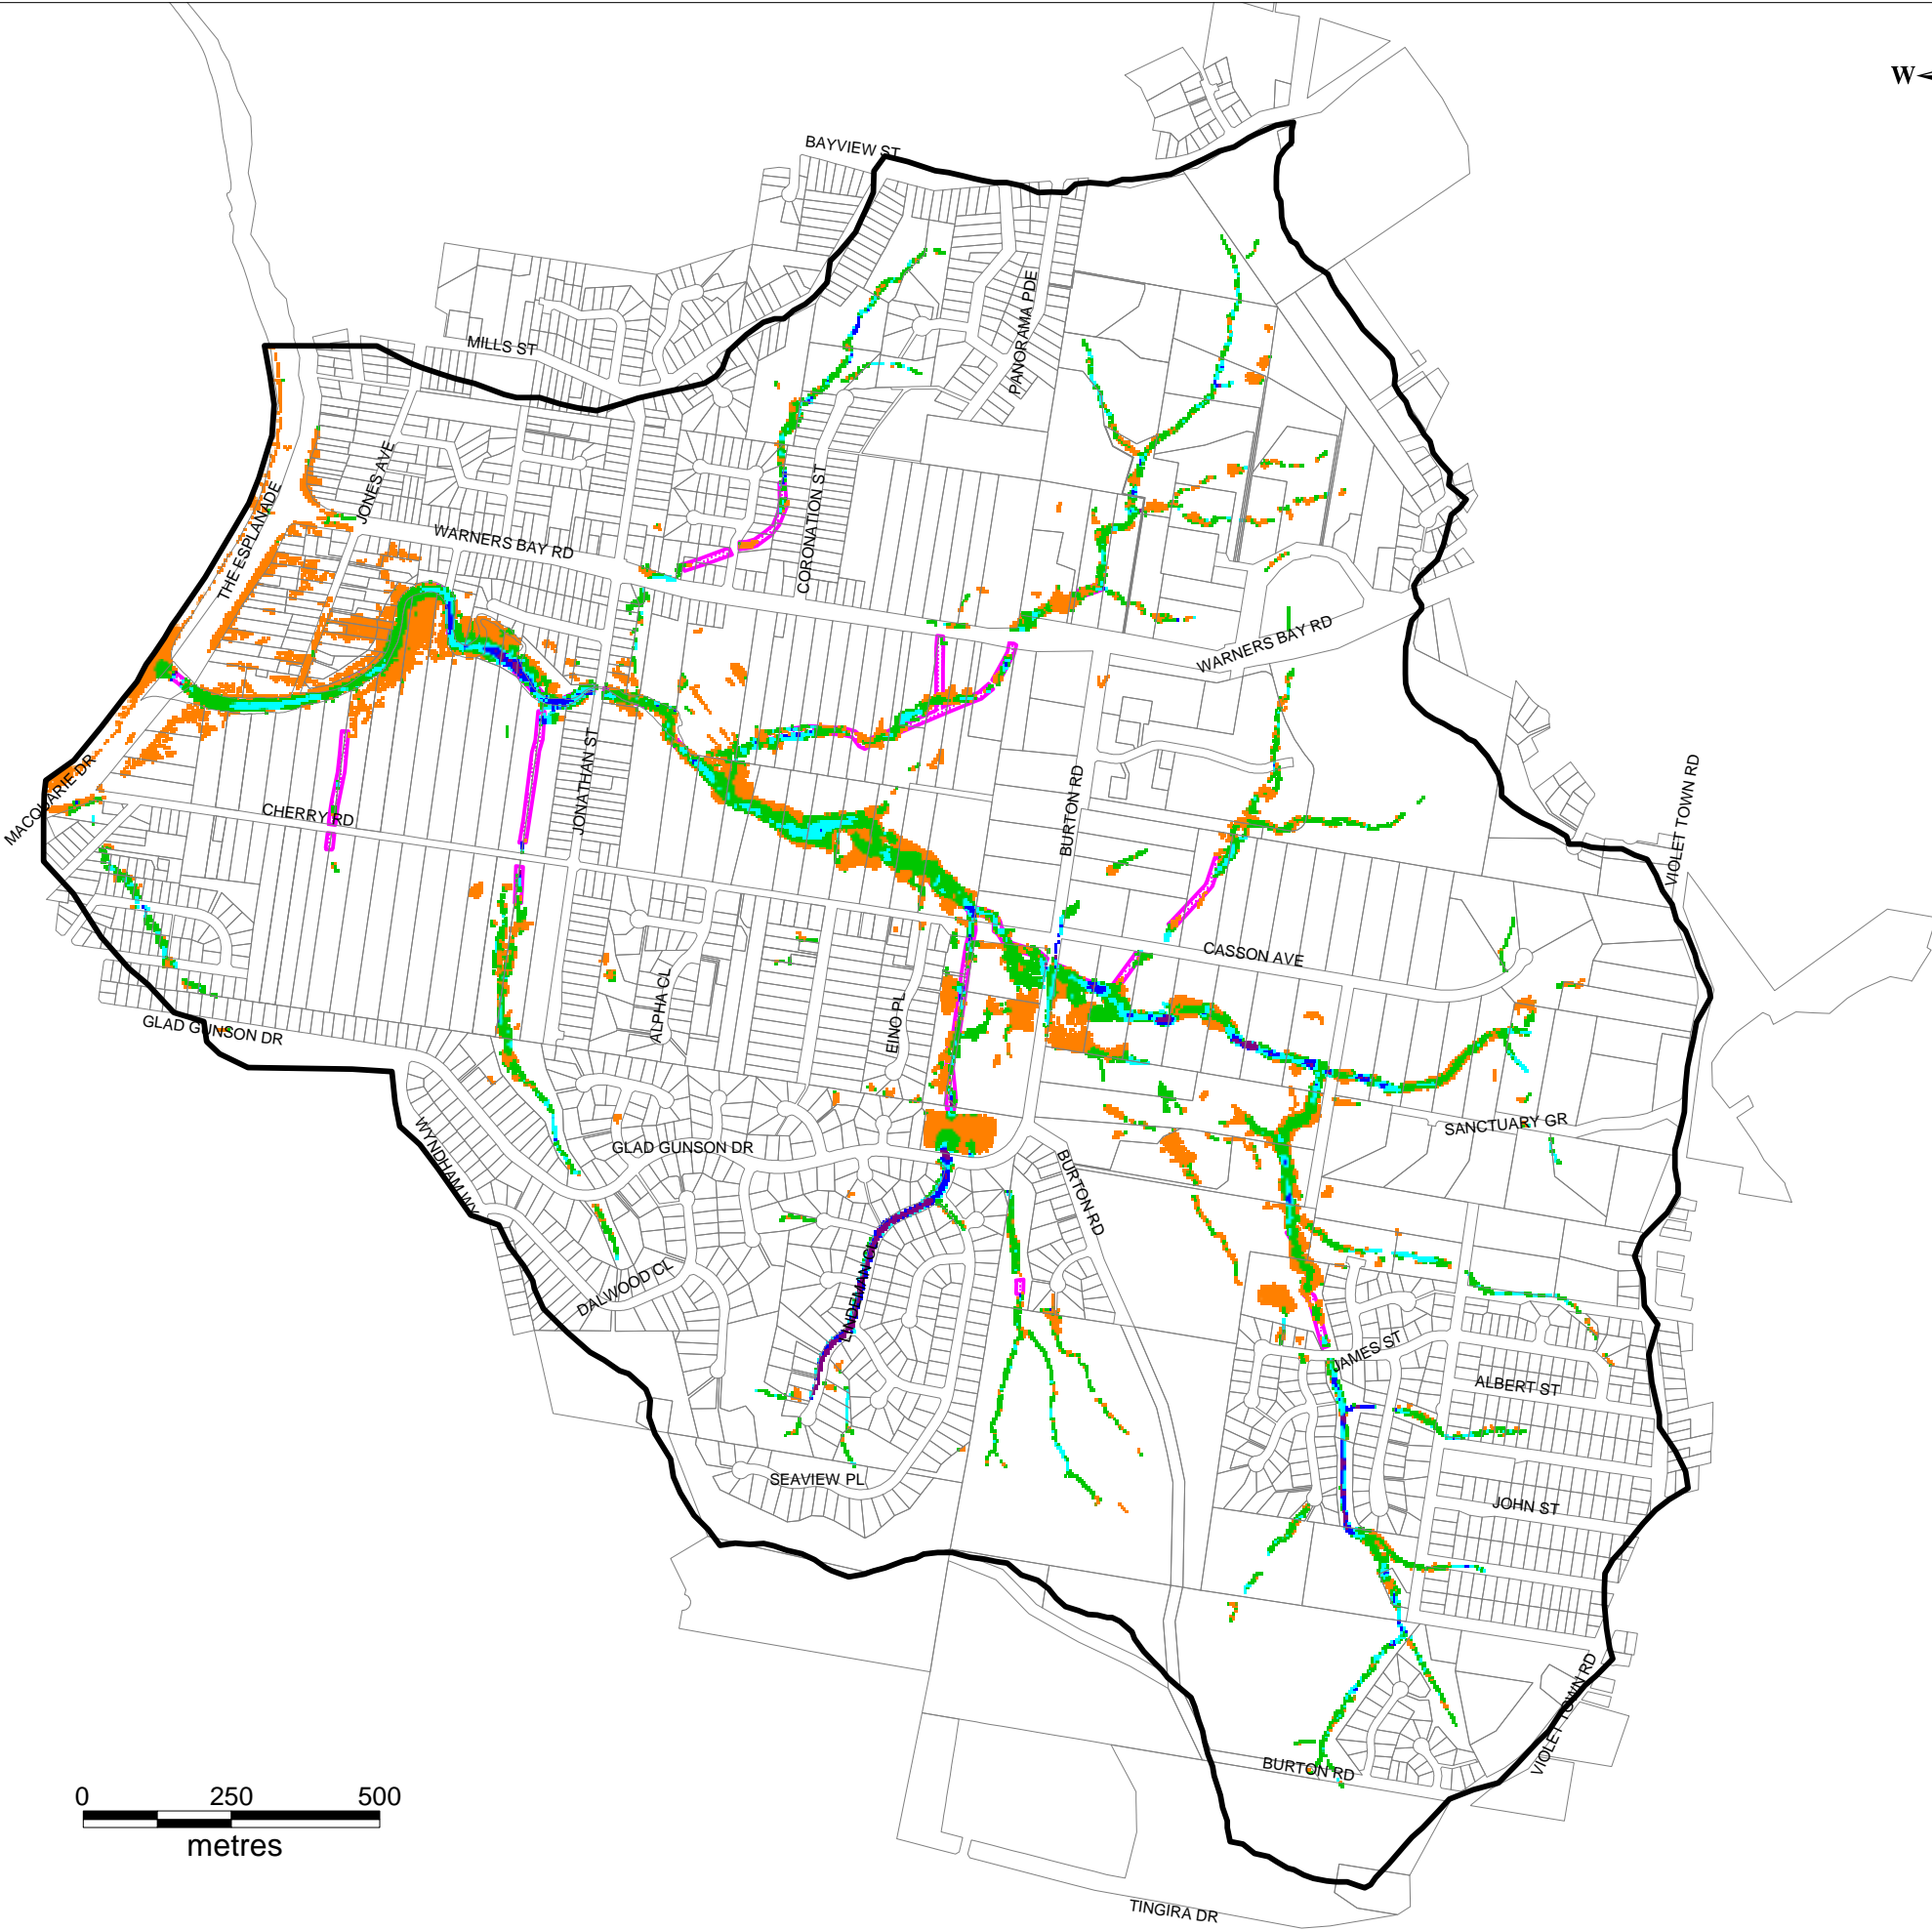 W
BAYVIEW ST
PANORAMA PDE
MILLS ST
JONES AVE
THE ESPLANADE
WARNERS BAY RD
CORONATION ST
WARNERS BAY RD
MACQUARIE DR
CHERRY RD
JONATHAN ST
BURTON RD
VIOLET TOWN RD
CASSON AVE
ALPHA CL
EINO PL
GLAD GUNSON DR
SANCTUARY GR
GLAD GUNSON DR
WYNDHAM WY
BURTON RD
LINDEMAN CL
DALWOOD CL
JAMES ST
ALBERT ST
SEAVIEW PL
JOHN ST
VIOLET TOWN RD
BURTON RD
0 250 500
metres
TINGIRA DR